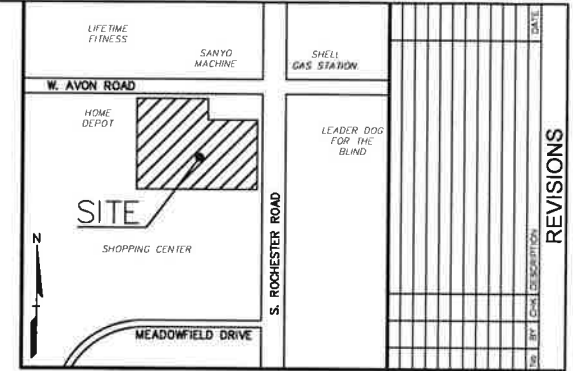 LIFETIME
FITNESS
SANYO
MACHINE
SHELL
GAS STATION
W. AVON ROAD
HOME
DEPOT
LEADER DOG
FOR THE
BLIND
SITE
S. ROCHESTER ROAD
N
SHOPPING CENTER
MEADOWFIELD DRIVE
REVISIONS
No BY CHK DESCRIPTION DATE